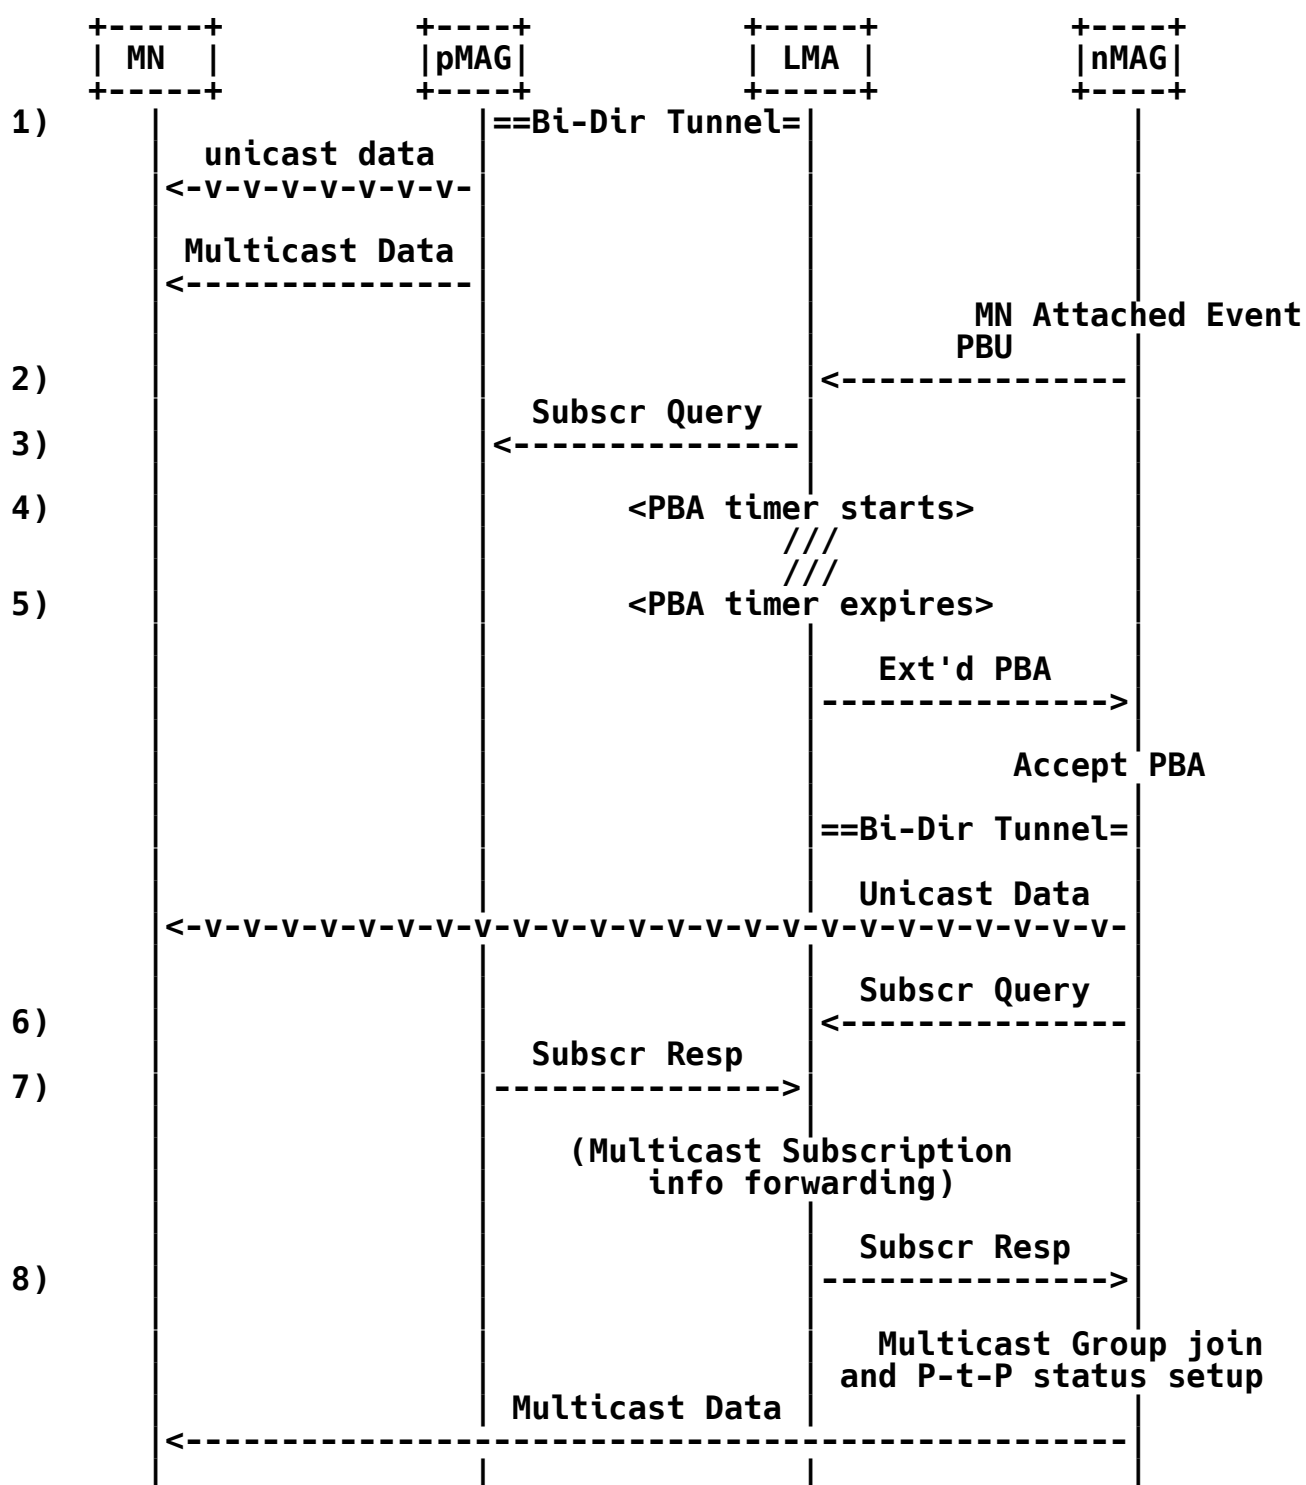 +-----+ +----+ +-----+ +----+
| MN | |pMAG| | LMA | |nMAG|
+-----+ +----+ +-----+ +----+
1) | |==Bi-Dir Tunnel=| |
| unicast data | | |
|<-v-v-v-v-v-v-v-| | |
| Multicast Data | | |
|<---------------| | |
MN Attached Event
PBU
2) |<---------------|
Subscr Query
3) |<---------------|
4) <PBA timer starts>
///
///
5) <PBA timer expires>
Ext'd PBA
|--------------->|
Accept PBA
|==Bi-Dir Tunnel=|
Unicast Data
|<-v-v-v-v-v-v-v-v-v-v-v-v-v-v-v-v-v-v-v-v-v-v-v-v-|
Subscr Query
6) |<---------------|
Subscr Resp
7) |--------------->|
(Multicast Subscription
info forwarding)
Subscr Resp
8) |--------------->|
Multicast Group join
and P-t-P status setup
Multicast Data
|<-------------------------------------------------|